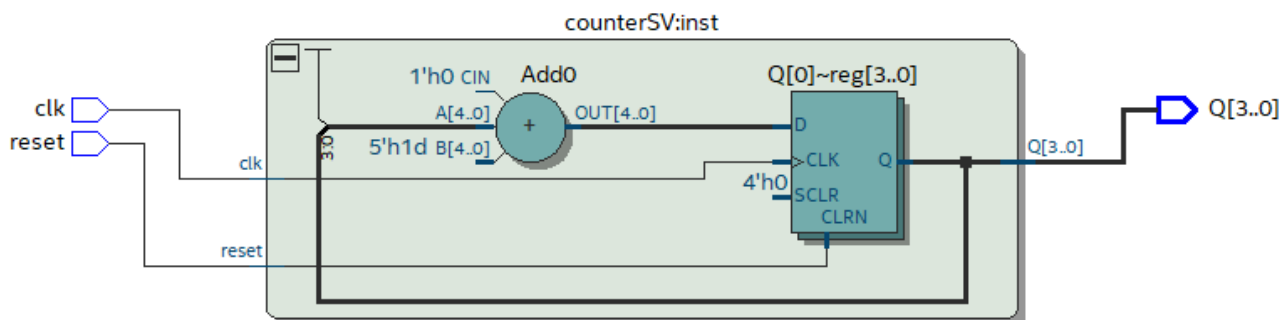 counterSV:inst
1'h0 CIN
Add0
Q[0]~reg[3..0]
clk
A[4..0]
OUT[4..0]
+
D
Q[3..0]
reset
3:0
5'h1d B[4..0]
clk
CLK
Q
Q[3..0]
4'h0
SCLR
CLRN
reset